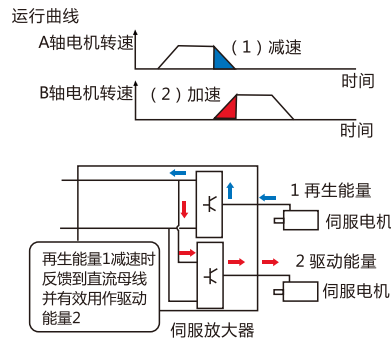 运行曲线
A轴电机转速
(1)减速
时间
B轴电机转速
(2)加速
时间
1 再生能量
伺服电机
再生能量1减速时
反馈到直流母线
并有效用作驱动
能量2
2 驱动能量
伺服电机
伺服放大器